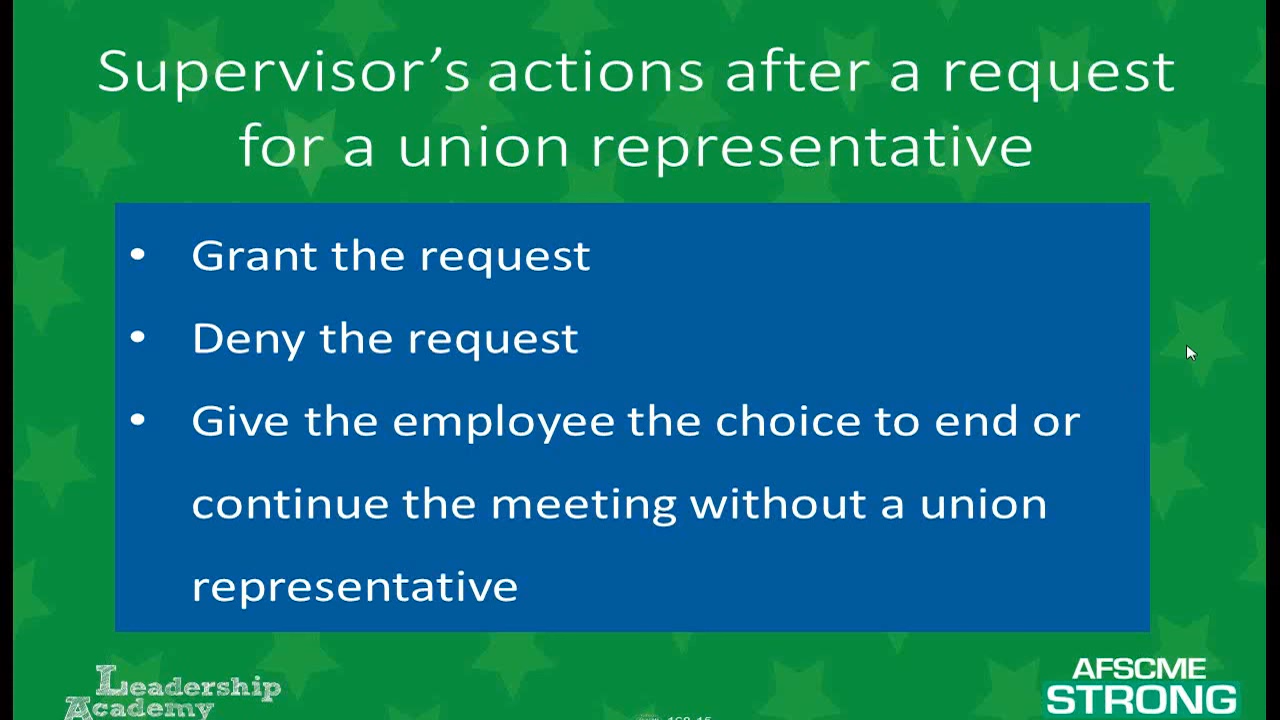 Supervisor's actions after a request
for a union representative
• Grant the request
• Deny the request
• Give the employee the choice to end or
continue the meeting without a union
representative
Leadership
Academy
AFSCME
STRONG